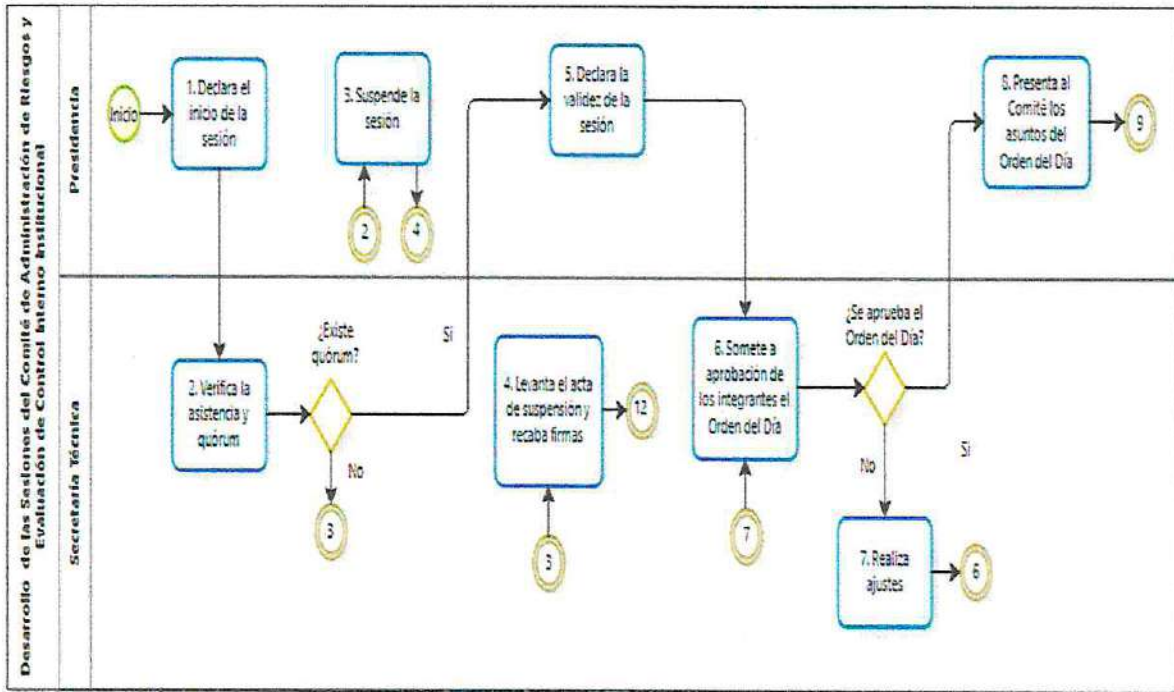 Desarrollo de las Sesiones del Comité de Administración de Riesgos y
Evaluación de Control Interno Institucional
Presidencia
Inicio
1. Declara el
inicio de la
sesión
3. Suspende la
sesión
2
4
5. Declara la
validez de la
sesión
8. Presenta al
Comité los
asuntos del
Orden del Día
9
Secretaría Técnica
2. Verifica la
asistencia y
quórum
¿Existe
quórum?
Si
No
3
4. Levanta el acta
de suspensión y
recaba firmas
12
3
6. Somete a
aprobación de
los integrantes el
Orden del Día
7
¿Se aprueba el
Orden del Día?
No
Si
7. Realiza
ajustes
6